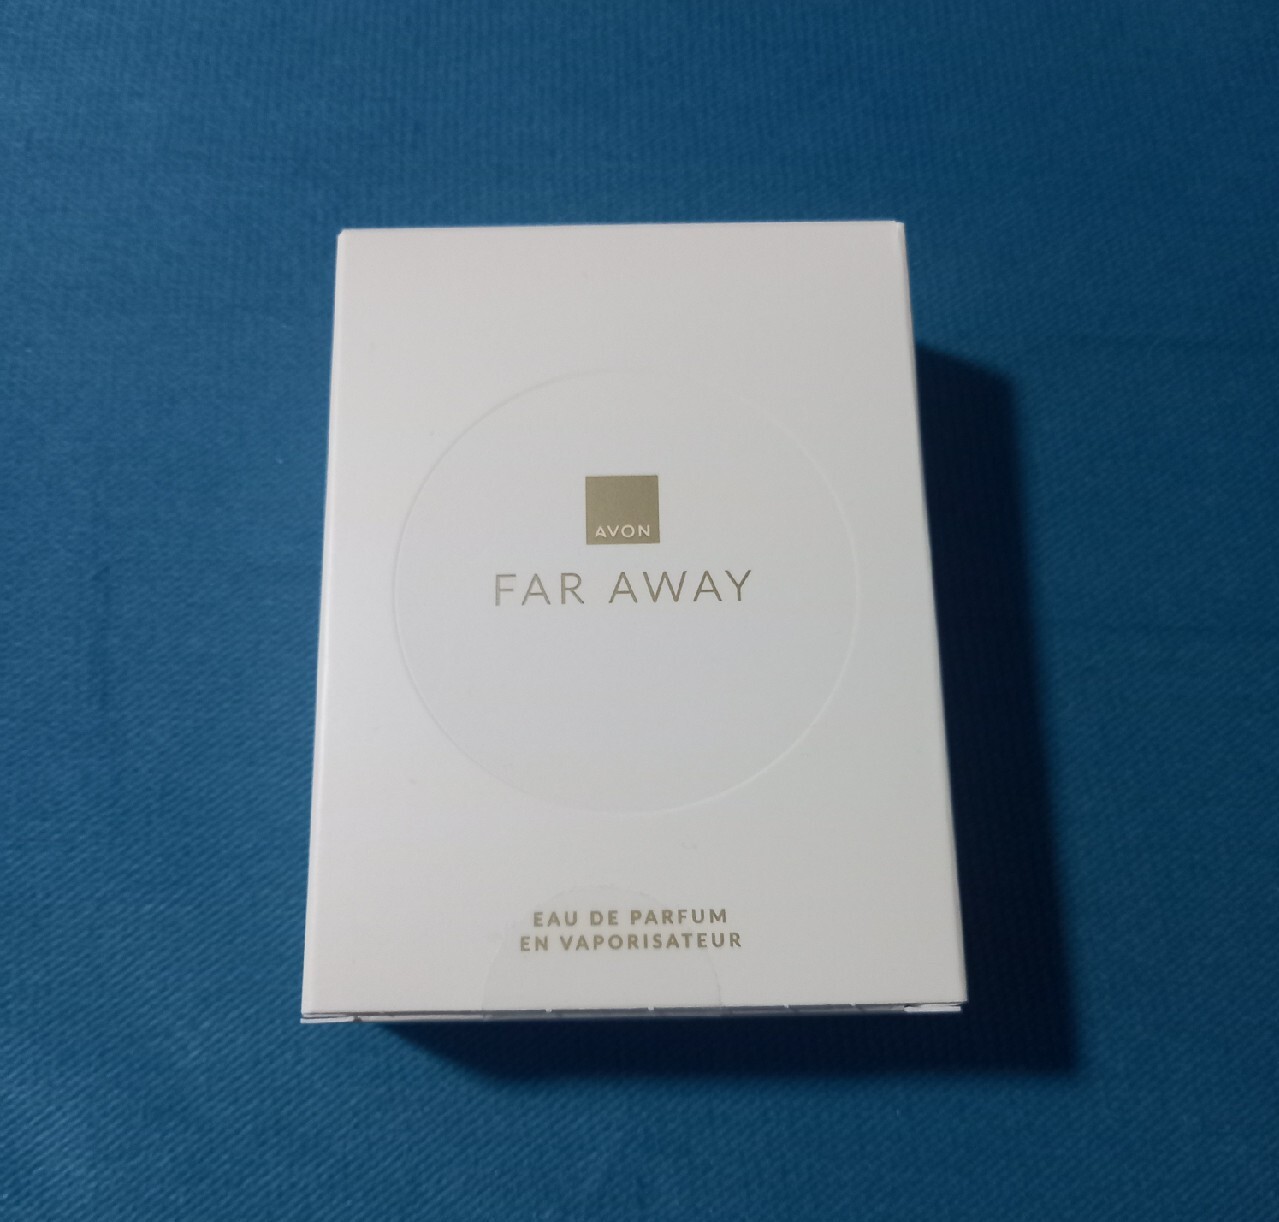 AVON
FAR AWAY
EAU DE PARFUM
EN VAPORISATEUR